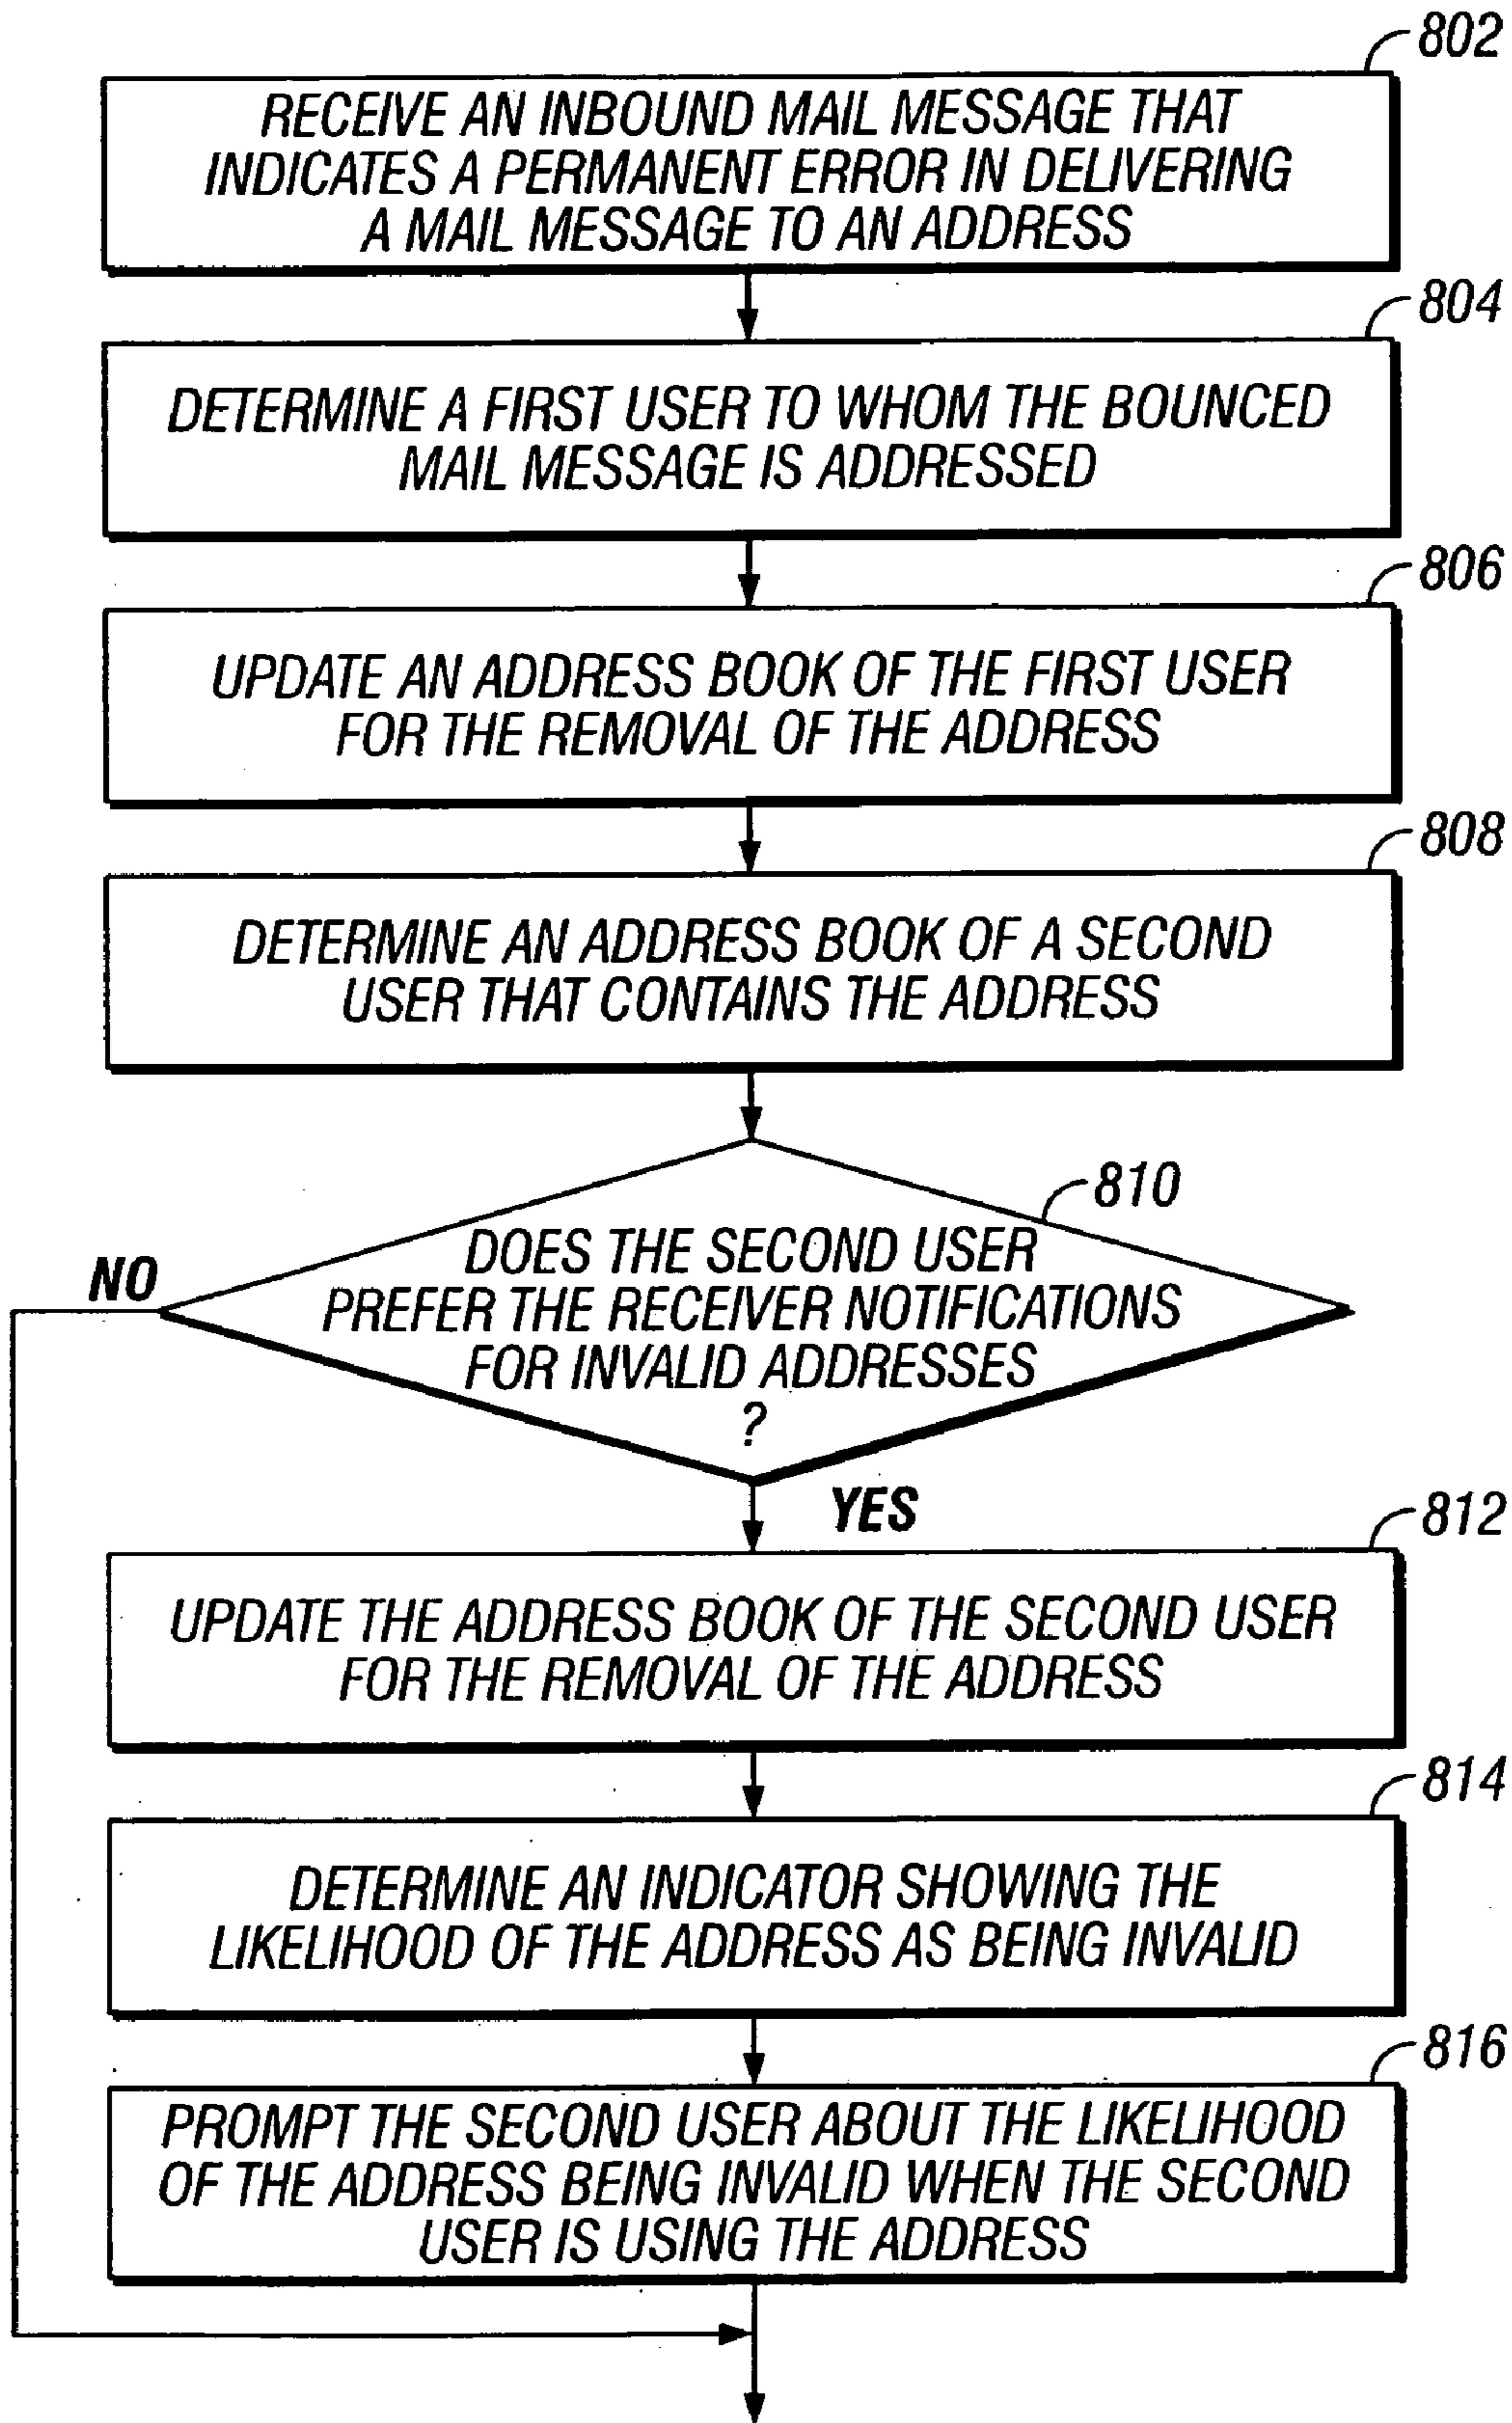 802
RECEIVE AN INBOUND MAIL MESSAGE THAT
INDICATES A PERMANENT ERROR IN DELIVERING
A MAIL MESSAGE TO AN ADDRESS
804
DETERMINE A FIRST USER TO WHOM THE BOUNCED
MAIL MESSAGE IS ADDRESSED
806
UPDATE AN ADDRESS BOOK OF THE FIRST USER
FOR THE REMOVAL OF THE ADDRESS
808
DETERMINE AN ADDRESS BOOK OF A SECOND
USER THAT CONTAINS THE ADDRESS
810
DOES THE SECOND USER
PREFER THE RECEIVER NOTIFICATIONS
FOR INVALID ADDRESSES
?
NO
YES
812
UPDATE THE ADDRESS BOOK OF THE SECOND USER
FOR THE REMOVAL OF THE ADDRESS
814
DETERMINE AN INDICATOR SHOWING THE
LIKELIHOOD OF THE ADDRESS AS BEING INVALID
816
PROMPT THE SECOND USER ABOUT THE LIKELIHOOD
OF THE ADDRESS BEING INVALID WHEN THE SECOND
USER IS USING THE ADDRESS